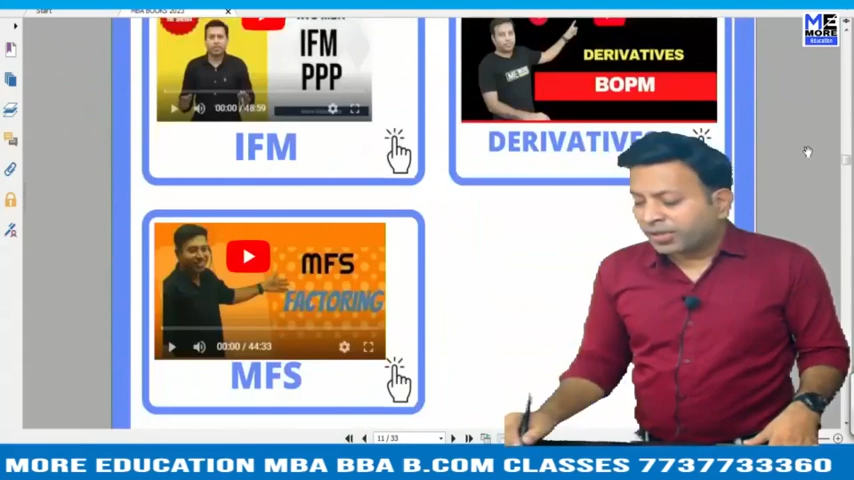 Start
MBA BOOKS 2023
ME
MORE
Education
IFM
PPP
00:00 / 48:59
IFM
DERIVATIVES
BOPM
DERIVATIVES
MFS
FACTORING
00:00 / 44:33
MFS
11 / 33
MORE EDUCATION MBA BBA B.COM CLASSES 7737733360